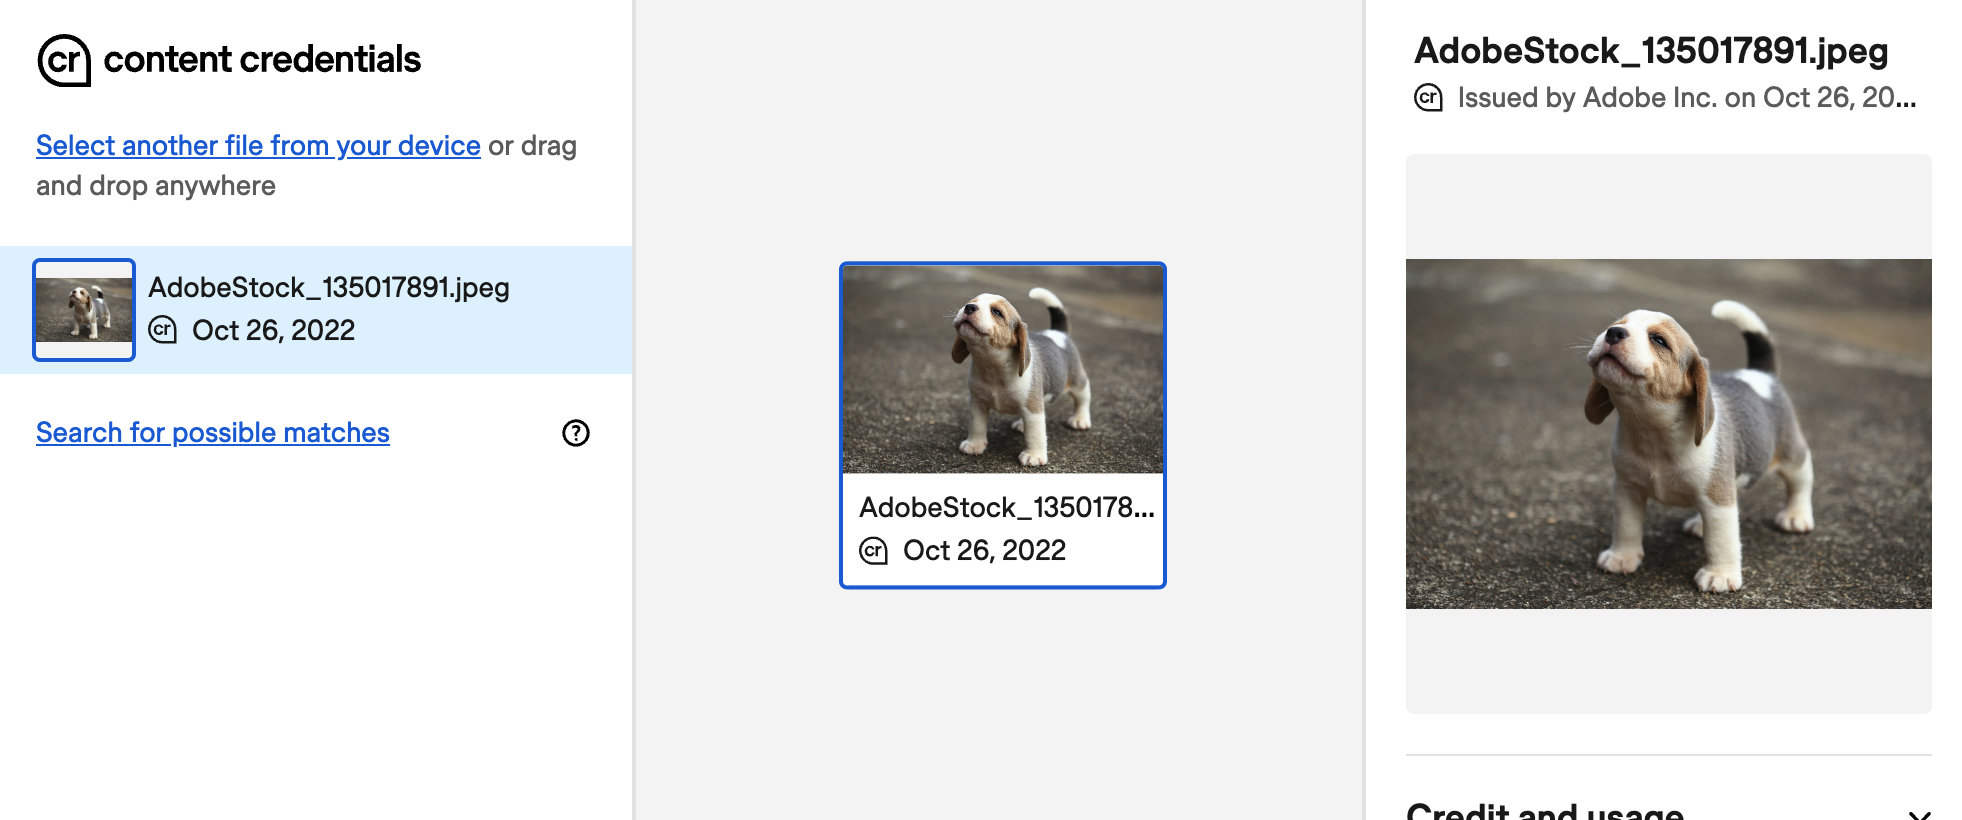 cr content credentials
Select another file from your device or drag
and drop anywhere
AdobeStock_135017891.jpeg
cr Oct 26, 2022
Search for possible matches ?
AdobeStock_1350178...
cr Oct 26, 2022
AdobeStock_135017891.jpeg
cr Issued by Adobe Inc. on Oct 26, 20...
Credit and usage